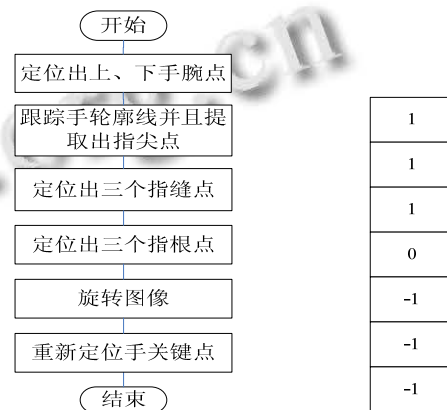 开始
定位出上、下手腕点
跟踪手轮廓线并且提
取出指尖点
定位出三个指缝点
定位出三个指根点
旋转图像
重新定位手关键点
结束
1
1
1
0
-1
-1
-1